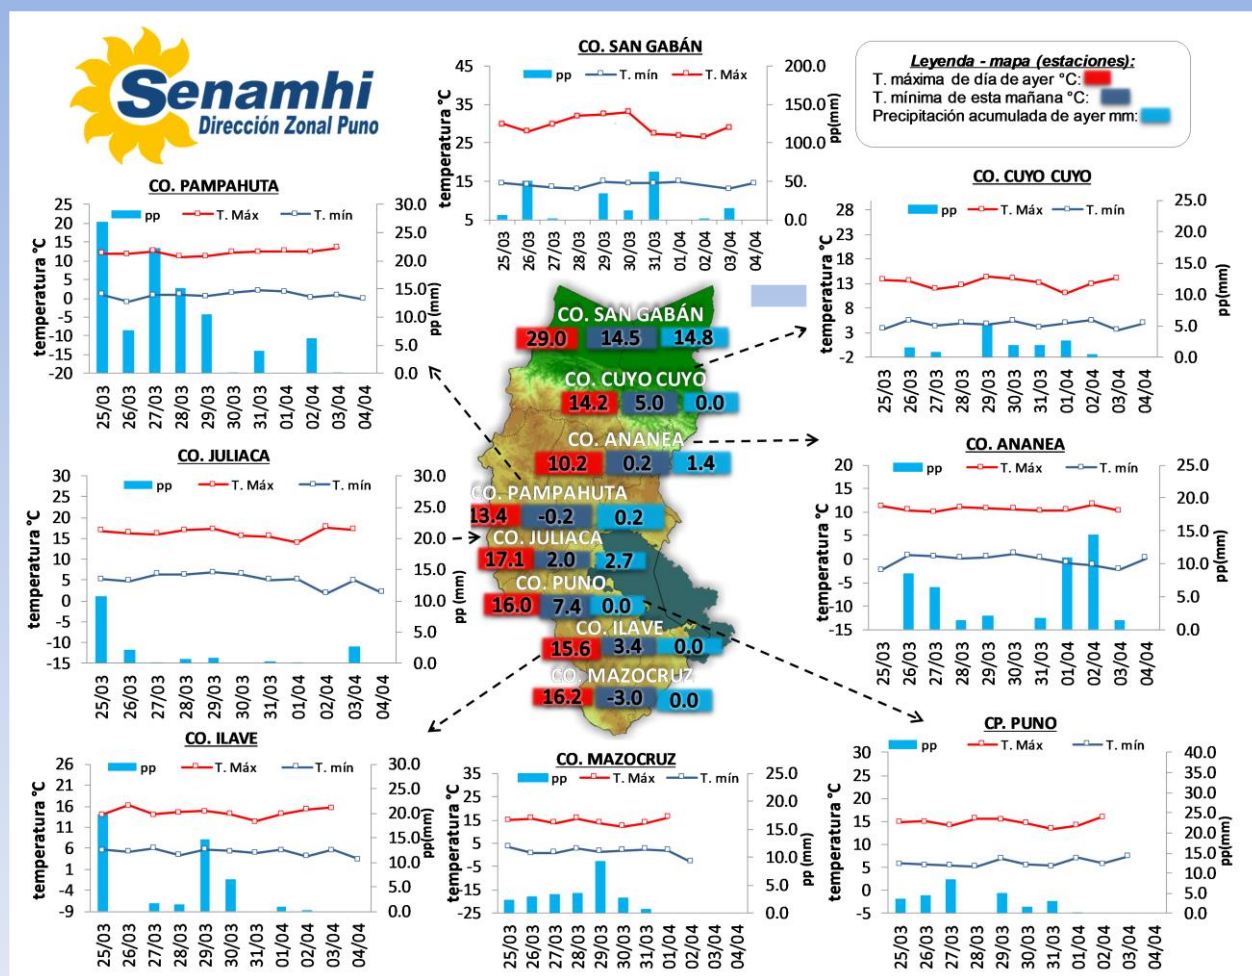 Senamhi
Dirección Zonal Puno
CO. SAN GABÁN
pp T. mín T. Máx
temperatura °C
45
35
25
15
5
200.0
150.0
100.0
50.
0.0
pp(mm)
25/03 26/03 27/03 28/03 29/03 30/03 31/03 01/04 02/04 03/04 04/04
Leyenda - mapa (estaciones):
T. máxima de día de ayer °C:
T. mínima de esta mañana °C:
Precipitación acumulada de ayer mm:
CO. PAMPAHUTA
pp T. Máx T. mín
temperatura °C
25
20
15
10
5
0
-5
-10
-15
-20
30.0
25.0
20.0
15.0
10.0
5.0
0.0
pp (mm)
25/03 26/03 27/03 28/03 29/03 30/03 31/03 01/04 02/04 03/04 04/04
CO. CUYO CUYO
pp T. Máx T. mín
temperatura °C
28
23
18
13
8
3
-2
25.0
20.0
15.0
10.0
5.0
0.0
pp(mm)
25/03 26/03 27/03 28/03 29/03 30/03 31/03 01/04 02/04 03/04 04/04
CO. SAN GABÁN
29.0 14.5 14.8
CO. CUYO CUYO
14.2 5.0 0.0
CO. ANANEA
10.2 0.2 1.4
CO. PAMPAHUTA
13.4 -0.2 0.2
CO. JULIACA
17.1 2.0 2.7
CO. PUNO
16.0 7.4 0.0
CO. ILAVE
15.6 3.4 0.0
CO. MAZOCRUZ
16.2 -3.0 0.0
CO. JULIACA
pp T. Máx T. mín
temperatura °C
30
25
20
15
10
5
0
-5
-10
-15
30.0
25.0
20.0
15.0
10.0
5.0
0.0
pp (mm)
25/03 26/03 27/03 28/03 29/03 30/03 31/03 01/04 02/04 03/04 04/04
CO. ANANEA
pp T. Máx T. mín
temperatura °C
20
15
10
5
0
-5
-10
-15
25.0
20.0
15.0
10.0
5.0
0.0
pp(mm)
25/03 26/03 27/03 28/03 29/03 30/03 31/03 01/04 02/04 03/04 04/04
CO. ILAVE
pp T. Máx T. mín
temperatura °C
26
21
16
11
6
1
-4
-9
30.0
25.0
20.0
15.0
10.0
5.0
0.0
pp(mm)
25/03 26/03 27/03 28/03 29/03 30/03 31/03 01/04 02/04 03/04 04/04
CO. MAZOCRUZ
pp T. Máx T. mín
temperatura °C
35
25
15
5
-5
-15
-25
25.0
20.0
15.0
10.0
5.0
0.0
pp (mm)
25/03 26/03 27/03 28/03 29/03 30/03 31/03 01/04 02/04 03/04 04/04
CP. PUNO
pp T. Máx T. mín
temperatura °C
30
25
20
15
10
5
0
-5
40.0
35.0
30.0
25.0
20.0
15.0
10.0
5.0
0.0
pp(mm)
25/03 26/03 27/03 28/03 29/03 30/03 31/03 01/04 02/04 03/04 04/04